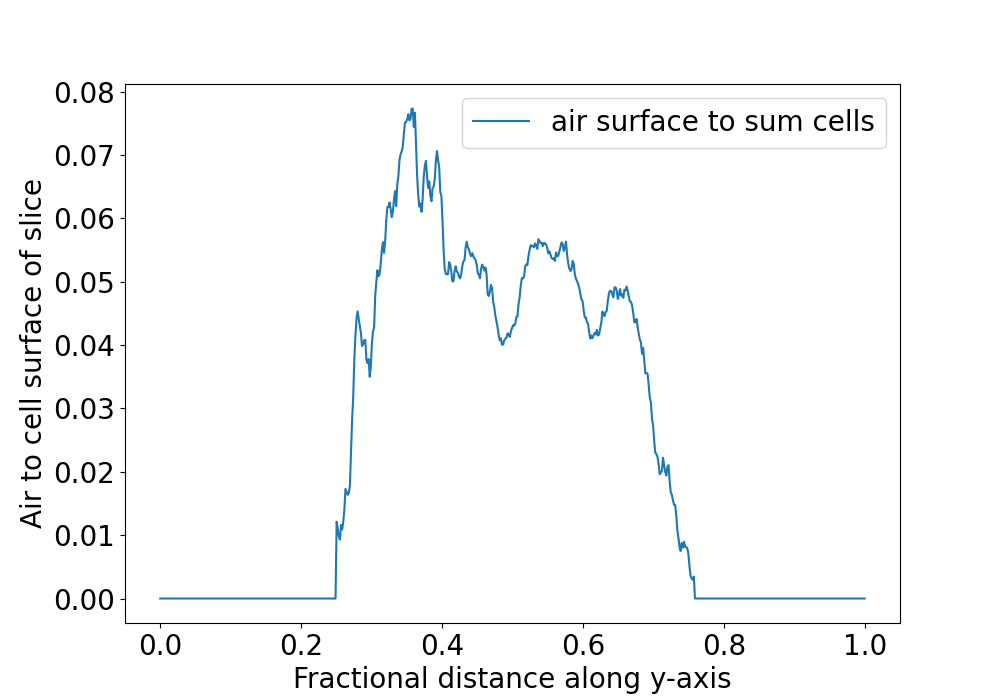 air surface to sum cells
Air to cell surface of slice
0.08
0.07
0.06
0.05
0.04
0.03
0.02
0.01
0.00
0.0 0.2 0.4 0.6 0.8 1.0
Fractional distance along y-axis